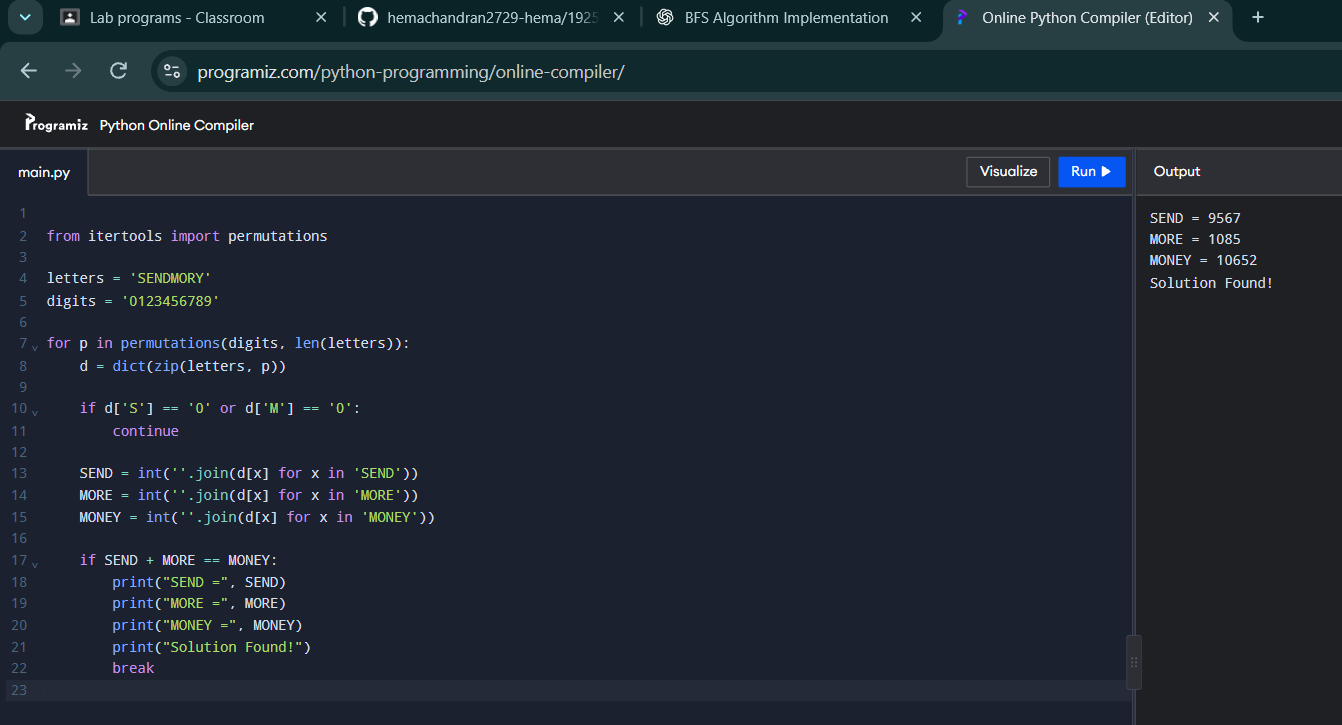 Lab programs - Classroom
hemachandran2729-hema/1925
BFS Algorithm Implementation
Online Python Compiler (Editor)
programiz.com/python-programming/online-compiler/
Programiz Python Online Compiler
main.py
Visualize
Run
Output
1
2 from itertools import permutations
3
4 letters = 'SENDMORY'
5 digits = '0123456789'
6
7 for p in permutations(digits, len(letters)):
8     d = dict(zip(letters, p))
9
10     if d['S'] == '0' or d['M'] == '0':
11         continue
12
13     SEND = int(''.join(d[x] for x in 'SEND'))
14     MORE = int(''.join(d[x] for x in 'MORE'))
15     MONEY = int(''.join(d[x] for x in 'MONEY'))
16
17     if SEND + MORE == MONEY:
18         print("SEND =", SEND)
19         print("MORE =", MORE)
20         print("MONEY =", MONEY)
21         print("Solution Found!")
22         break
23
SEND = 9567
MORE = 1085
MONEY = 10652
Solution Found!